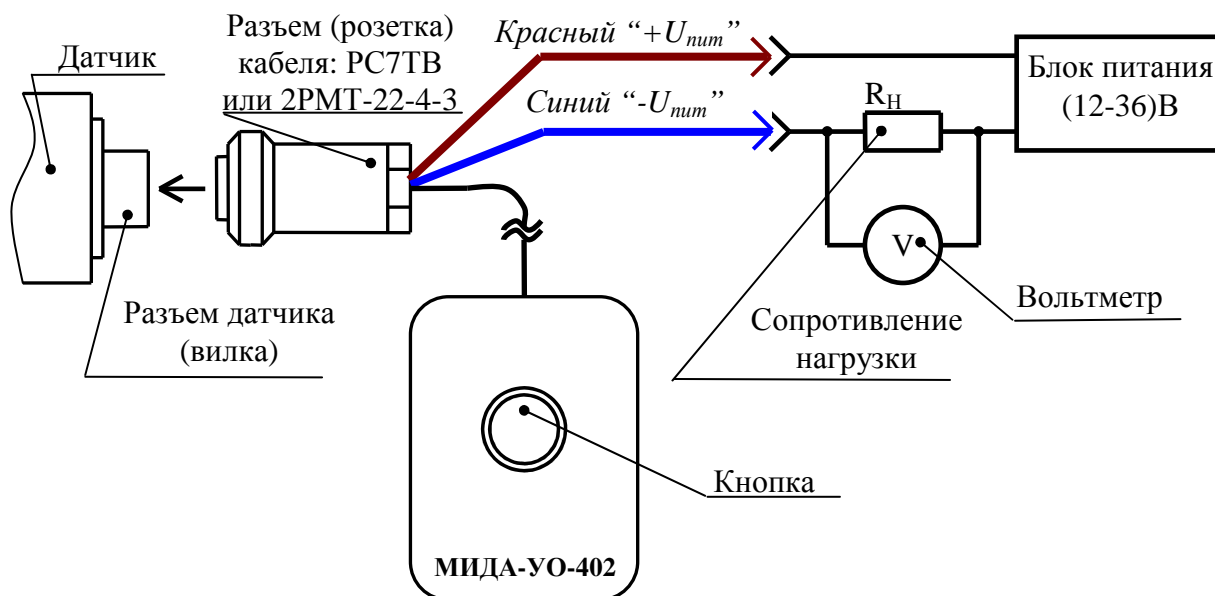 Датчик
Разъем (розетка)
кабеля: РС7ТВ
или 2РМТ-22-4-3
Красный “+Uпит”
Синий “-Uпит”
Блок питания
(12-36)В
RН
V
Вольтметр
Сопротивление
нагрузки
Разъем датчика
(вилка)
Кнопка
МИДА-УО-402